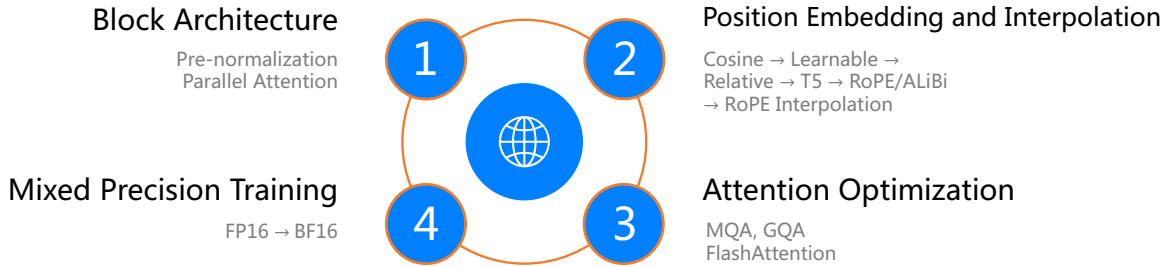 Block Architecture
Pre-normalization
Parallel Attention
1
2
Position Embedding and Interpolation
Cosine → Learnable →
Relative → T5 → RoPE/ALiBi
→ RoPE Interpolation
Mixed Precision Training
FP16 → BF16
4
3
Attention Optimization
MQA, GQA
FlashAttention